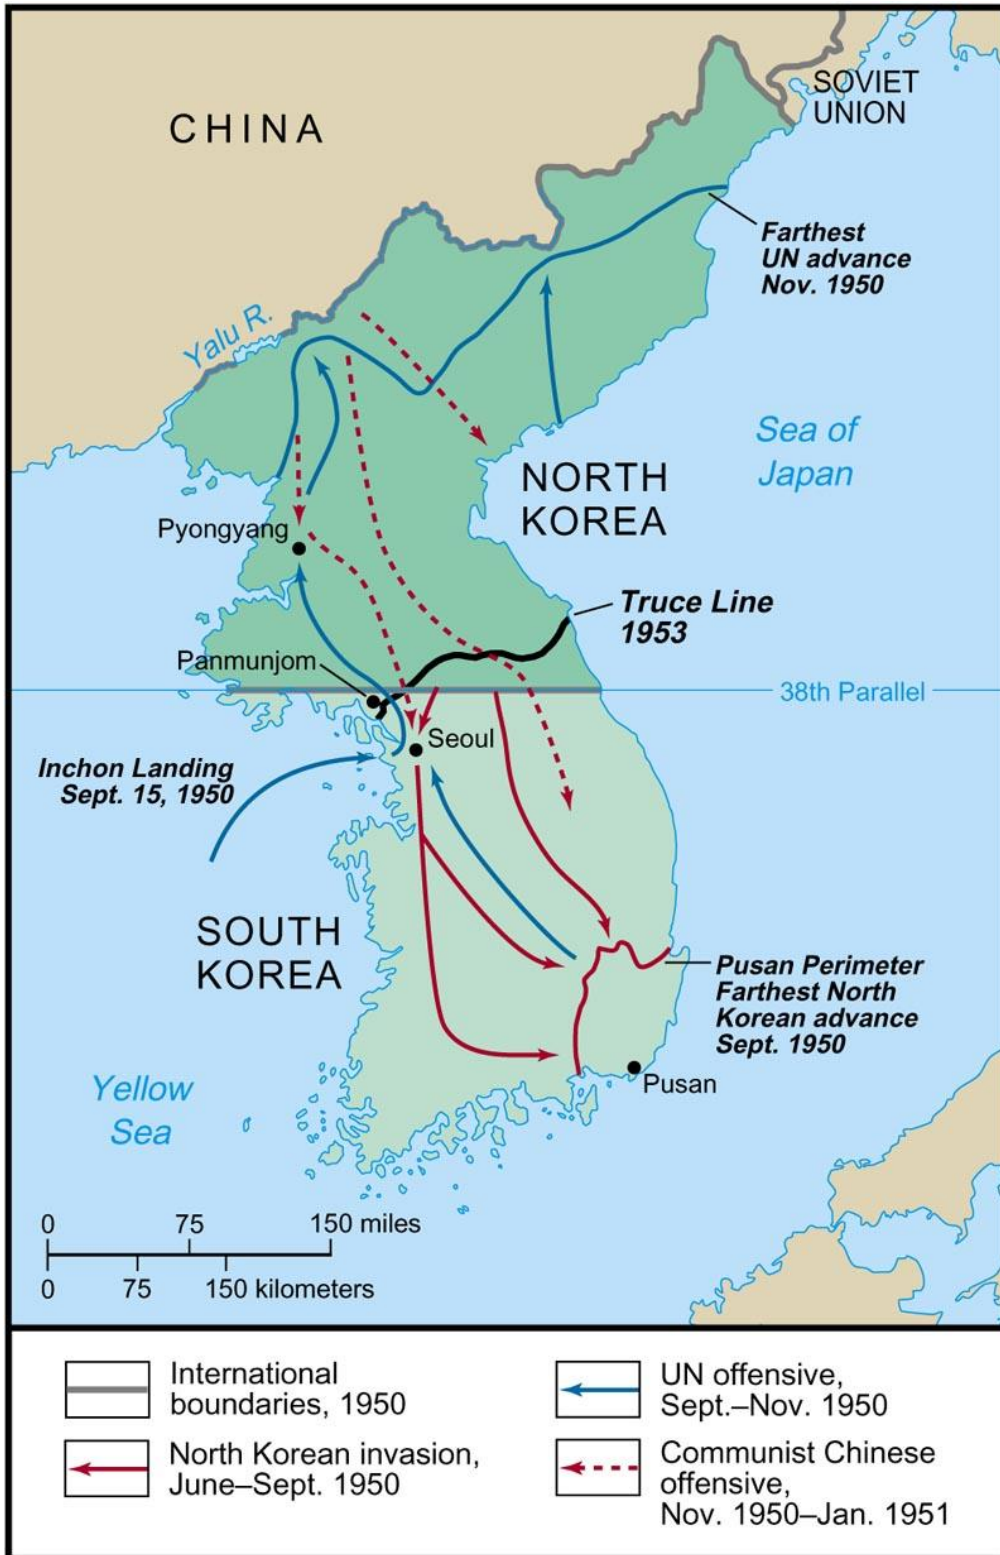 CHINA
SOVIET
UNION
Farthest
UN advance
Nov. 1950
Yalu R.
Sea of
Japan
NORTH
KOREA
Pyongyang
Truce Line
1953
Panmunjom
38th Parallel
Seoul
Inchon Landing
Sept. 15, 1950
SOUTH
KOREA
Pusan Perimeter
Farthest North
Korean advance
Sept. 1950
Pusan
Yellow
Sea
0 75 150 miles
0 75 150 kilometers
International
boundaries, 1950
North Korean invasion,
June–Sept. 1950
UN offensive,
Sept.–Nov. 1950
Communist Chinese
offensive,
Nov. 1950–Jan. 1951